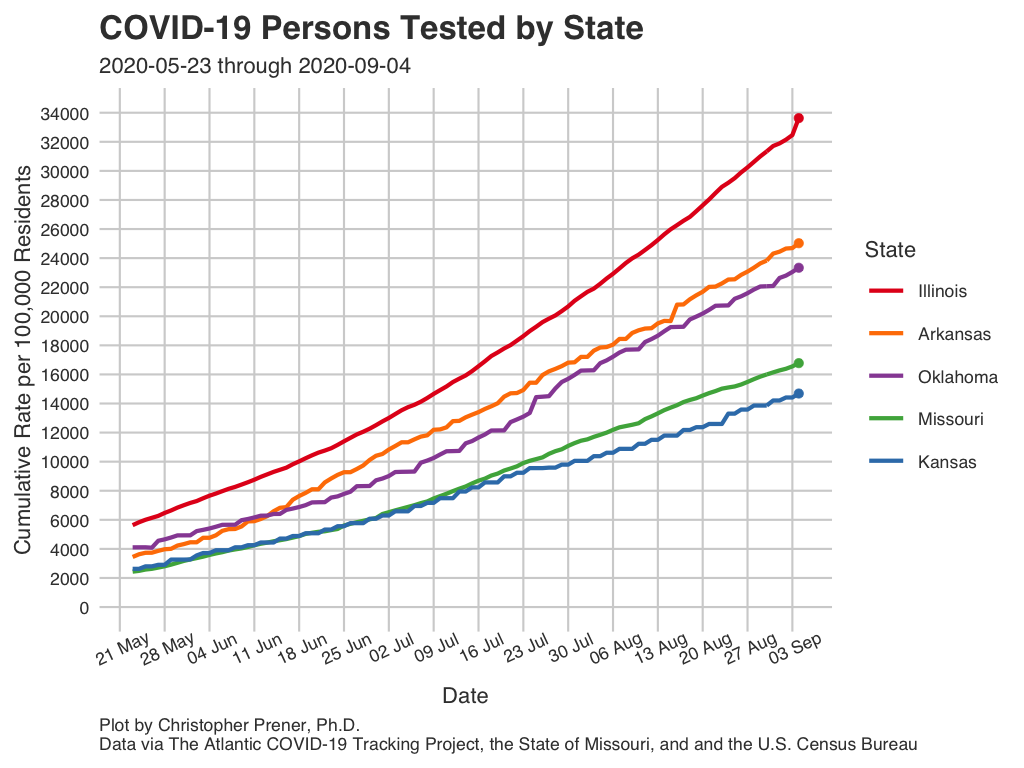 COVID-19 Persons Tested by State
2020-05-23 through 2020-09-04
Cumulative Rate per 100,000 Residents
34000
32000
30000
28000
26000
24000
22000
20000
18000
16000
14000
12000
10000
8000
6000
4000
2000
0
21 May
28 May
04 Jun
11 Jun
18 Jun
25 Jun
02 Jul
09 Jul
16 Jul
23 Jul
30 Jul
06 Aug
13 Aug
20 Aug
27 Aug
03 Sep
Date
State
Illinois
Arkansas
Oklahoma
Missouri
Kansas
Plot by Christopher Prener, Ph.D.
Data via The Atlantic COVID-19 Tracking Project, the State of Missouri, and and the U.S. Census Bureau